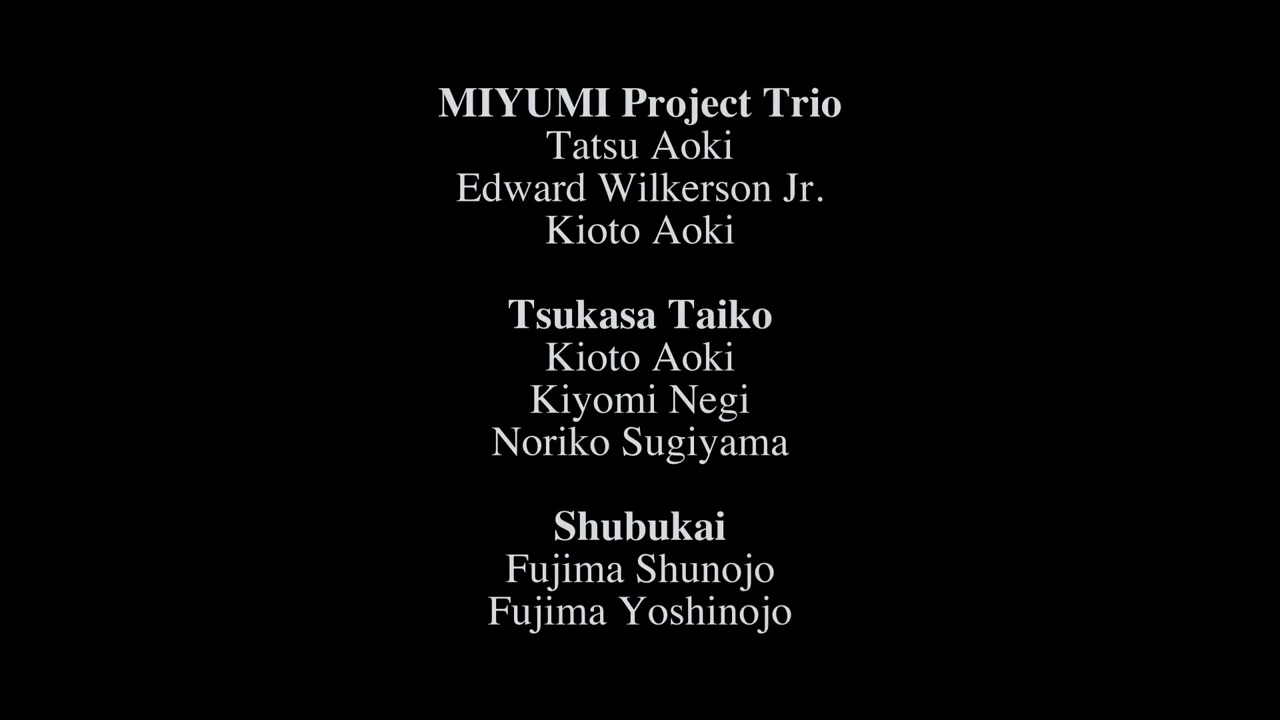 MIYUMI Project Trio
Tatsu Aoki
Edward Wilkerson Jr.
Kioto Aoki
Tsukasa Taiko
Kioto Aoki
Kiyomi Negi
Noriko Sugiyama
Shubukai
Fujima Shunojo
Fujima Yoshinojo